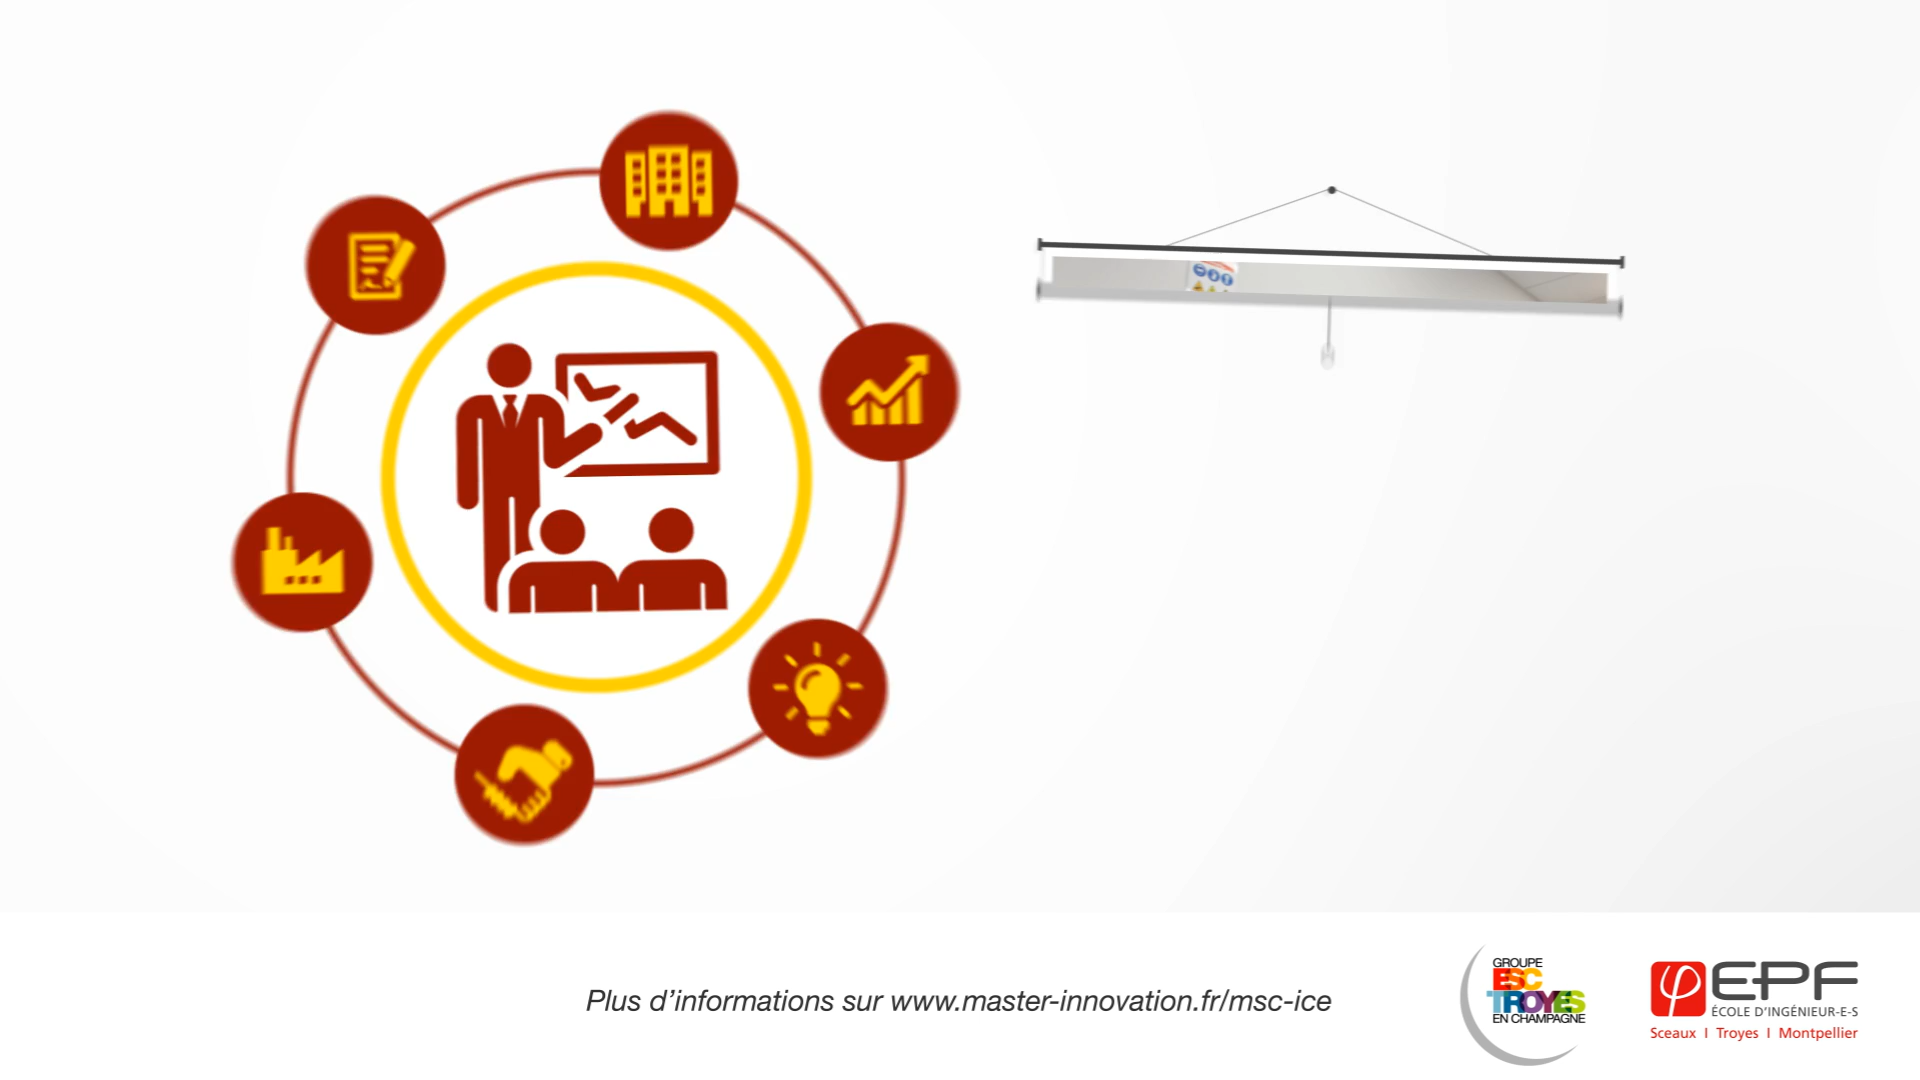 Plus d'informations sur www.master-innovation.fr/msc-ice
GROUPE
ESC
TROYES
EN CHAMPAGNE
EPF
ÉCOLE D'INGÉNIEUR-E-S
Sceaux I Troyes I Montpellier